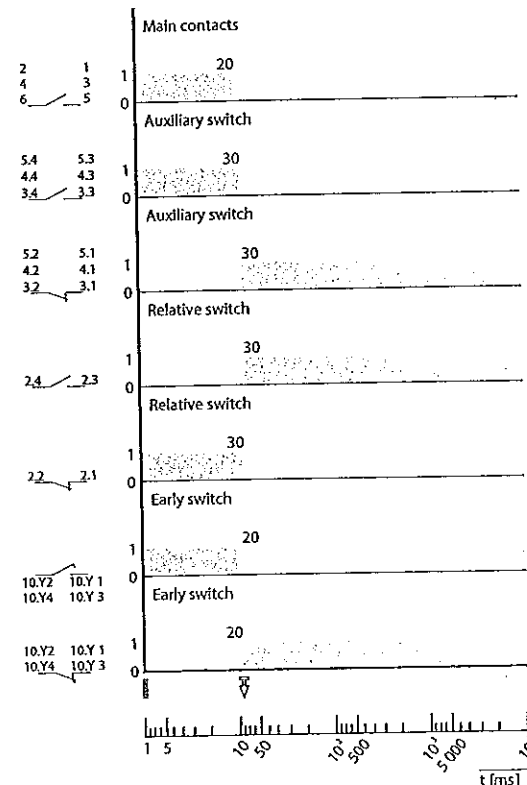 Main contacts
20
2 1
4 3
6 5
1
0
Auxiliary switch
30
5.4 5.3
4.4 4.3
3.4 3.3
1
0
Auxiliary switch
30
5.2 5.1
4.2 4.1
3.2 3.1
1
0
Relative switch
30
1
2.4 2.3
0
Relative switch
30
1
2.2 2.1
0
Early switch
20
1
0
10.Y2 10.Y 1
10.Y4 10.Y 3
Early switch
20
10.Y2 10.Y 1
10.Y4 10.Y 3
1
0
1 5 10 50 10² 500 10³ 5 000 10
t [ms]